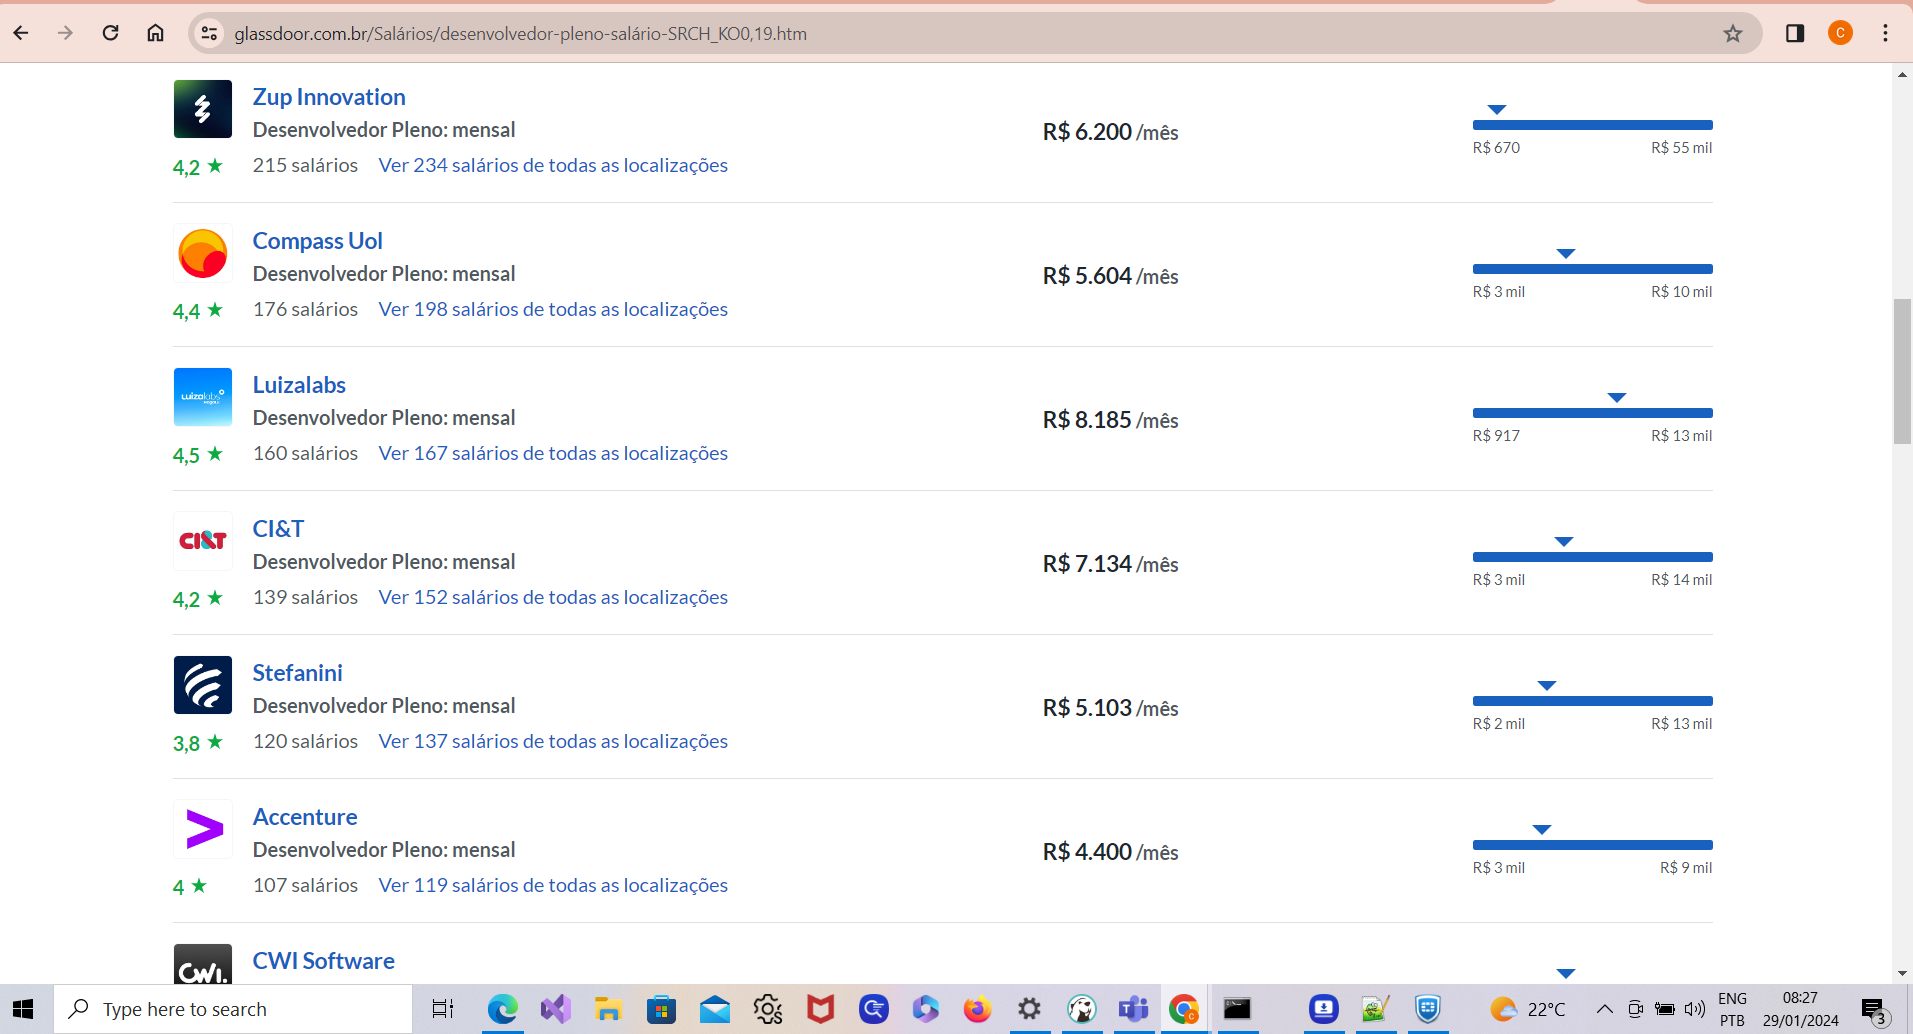 glassdoor.com.br/Salários/desenvolvedor-pleno-salário-SRCH_KO0,19.htm
C
Zup Innovation
Desenvolvedor Pleno: mensal
R$ 6.200 /mês
R$ 670 R$ 55 mil
4,2 ★ 215 salários Ver 234 salários de todas as localizações
Compass Uol
Desenvolvedor Pleno: mensal
R$ 5.604 /mês
R$ 3 mil R$ 10 mil
4,4 ★ 176 salários Ver 198 salários de todas as localizações
Luizalabs
luizalabs
Desenvolvedor Pleno: mensal
R$ 8.185 /mês
R$ 917 R$ 13 mil
4,5 ★ 160 salários Ver 167 salários de todas as localizações
CI&T
CI&T
Desenvolvedor Pleno: mensal
R$ 7.134 /mês
R$ 3 mil R$ 14 mil
4,2 ★ 139 salários Ver 152 salários de todas as localizações
Stefanini
Desenvolvedor Pleno: mensal
R$ 5.103 /mês
R$ 2 mil R$ 13 mil
3,8 ★ 120 salários Ver 137 salários de todas as localizações
Accenture
Desenvolvedor Pleno: mensal
R$ 4.400 /mês
R$ 3 mil R$ 9 mil
4 ★ 107 salários Ver 119 salários de todas as localizações
CWI Software
CWI.
Type here to search
22°C
ENG
PTB
08:27
29/01/2024
3